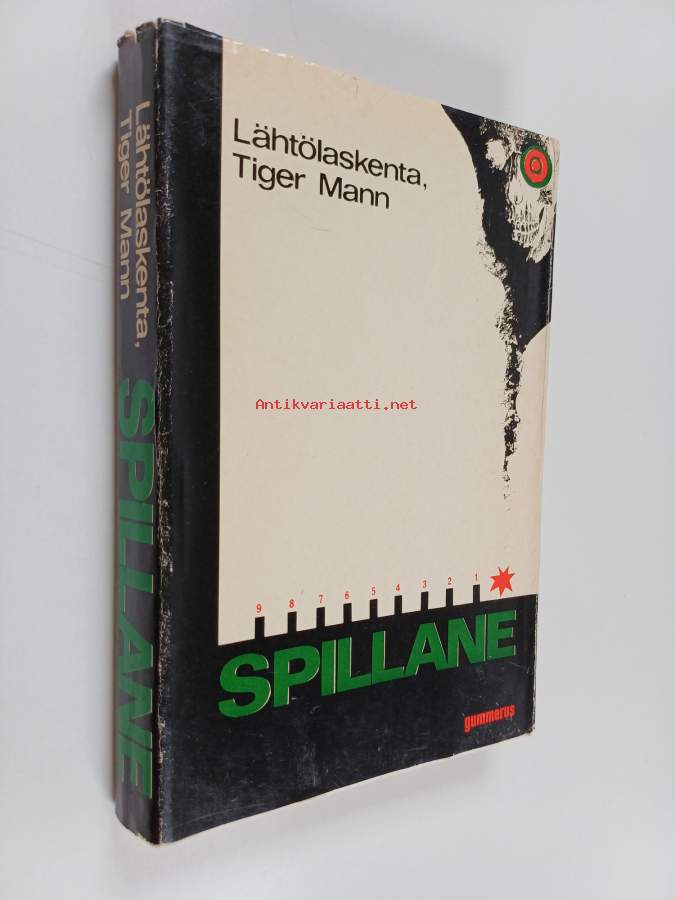 Lähtölaskenta,
Tiger Mann
SPILLANE
Lähtölaskenta,
Tiger Mann
Antikvariaatti.net
9 8 7 6 5 4 3 2 1
SPILLANE
gummerus